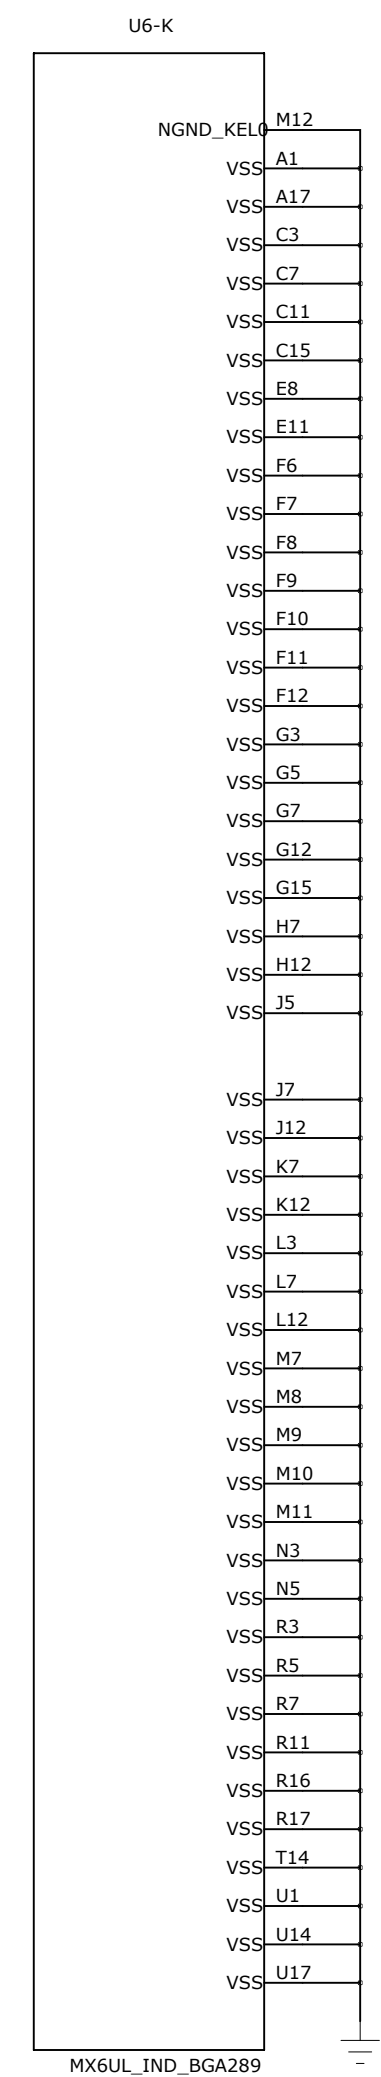 U6-K
NGND_KEL0 M12
VSS A1
VSS A17
VSS C3
VSS C7
VSS C11
VSS C15
VSS E8
VSS E11
VSS F6
VSS F7
VSS F8
VSS F9
VSS F10
VSS F11
VSS F12
VSS G3
VSS G5
VSS G7
VSS G12
VSS G15
VSS H7
VSS H12
VSS J5
VSS J7
VSS J12
VSS K7
VSS K12
VSS L3
VSS L7
VSS L12
VSS M7
VSS M8
VSS M9
VSS M10
VSS M11
VSS N3
VSS N5
VSS R3
VSS R5
VSS R7
VSS R11
VSS R16
VSS R17
VSS T14
VSS U1
VSS U14
VSS U17
MX6UL_IND_BGA289